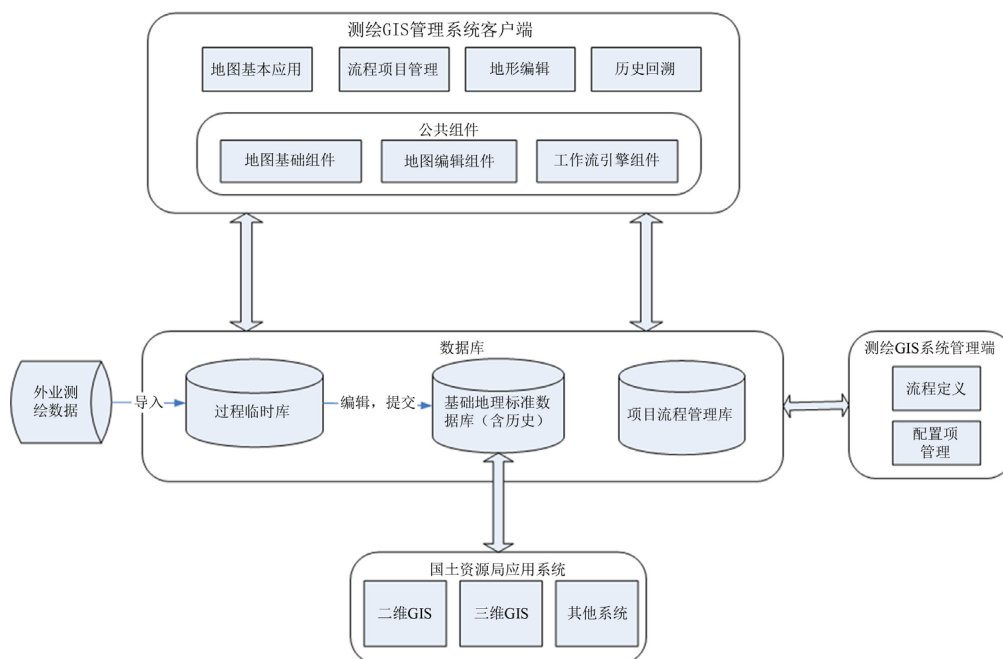 测绘GIS管理系统客户端
地图基本应用
流程项目管理
地形编辑
历史回溯
公共组件
地图基础组件
地图编辑组件
工作流引擎组件
数据库
外业测
绘数据
导入
过程临时库
编辑，提交
基础地理标准数
据库（含历史）
项目流程管理库
测绘GIS系统管理端
流程定义
配置项
管理
国土资源局应用系统
二维GIS
三维GIS
其他系统